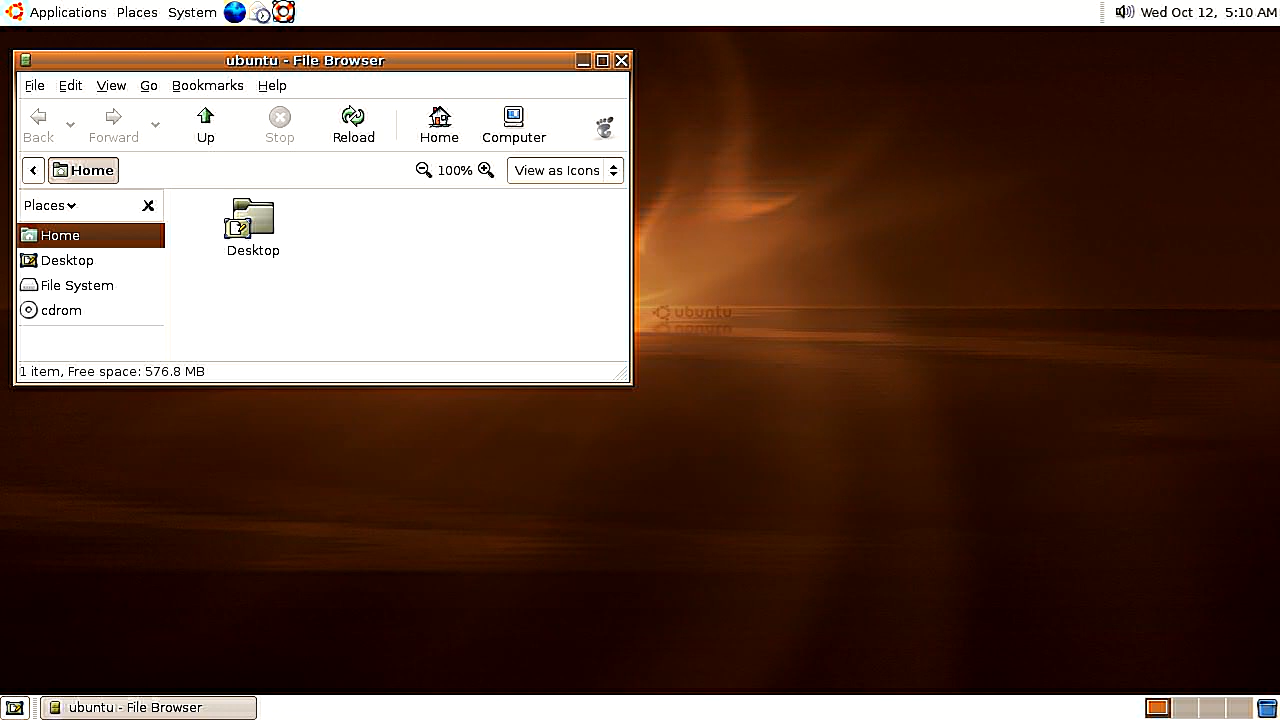 Applications Places System Wed Oct 12, 5:10 AM
ubuntu - File Browser
File Edit View Go Bookmarks Help
Back Forward Up Stop Reload Home Computer
Home 100% View as Icons
Places
Home
Desktop
File System
cdrom
Desktop
1 item, Free space: 576.8 MB
ubuntu
ubuntu - File Browser